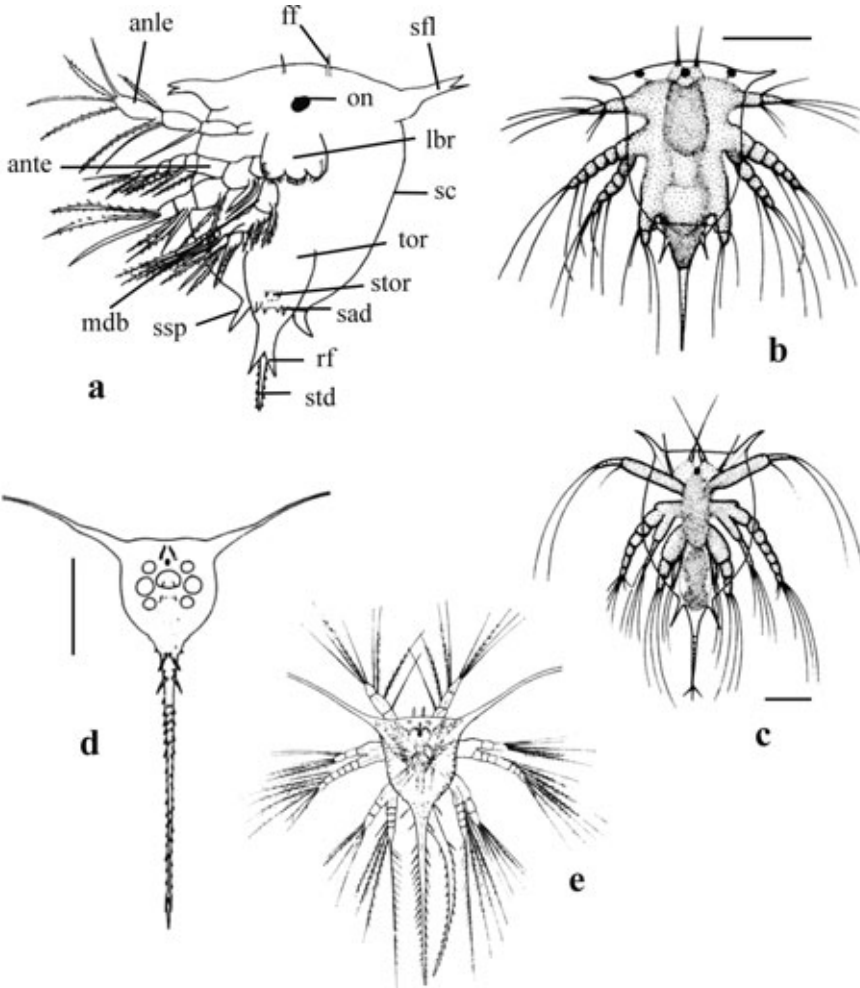 ff
anle
sfl
on
lbr
ante
sc
tor
stor
mdb
ssp
sad
rf
a
std
b
c
d
e